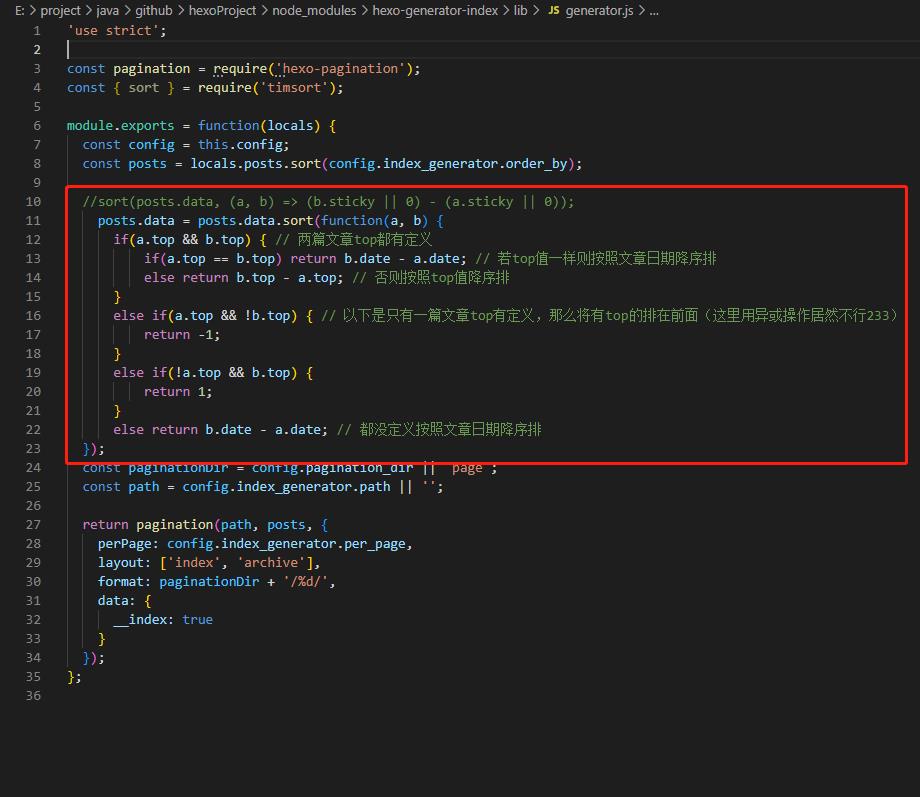 E: > project > java > github > hexoProject > node_modules > hexo-generator-index > lib > JS generator.js > ...
1 'use strict';
2
3 const pagination = require('hexo-pagination');
4 const { sort } = require('timsort');
5
6 module.exports = function(locals) {
7 const config = this.config;
8 const posts = locals.posts.sort(config.index_generator.order_by);
9
10 //sort(posts.data, (a, b) => (b.sticky || 0) - (a.sticky || 0));
11 posts.data = posts.data.sort(function(a, b) {
12 if(a.top && b.top) { // 两篇文章top都有定义
13 if(a.top == b.top) return b.date - a.date; // 若top值一样则按照文章日期降序排
14 else return b.top - a.top; // 否则按照top值降序排
15 }
16 else if(a.top && !b.top) { // 以下是只有一篇文章top有定义，那么将有top的排在前面（这里用异或操作居然不行233）
17 return -1;
18 }
19 else if(!a.top && b.top) {
20 return 1;
21 }
22 else return b.date - a.date; // 都没定义按照文章日期降序排
23 });
24 const paginationDir = config.pagination_dir || 'page';
25 const path = config.index_generator.path || '';
26
27 return pagination(path, posts, {
28 perPage: config.index_generator.per_page,
29 layout: ['index', 'archive'],
30 format: paginationDir + '/%d/',
31 data: {
32 __index: true
33 }
34 });
35 };
36